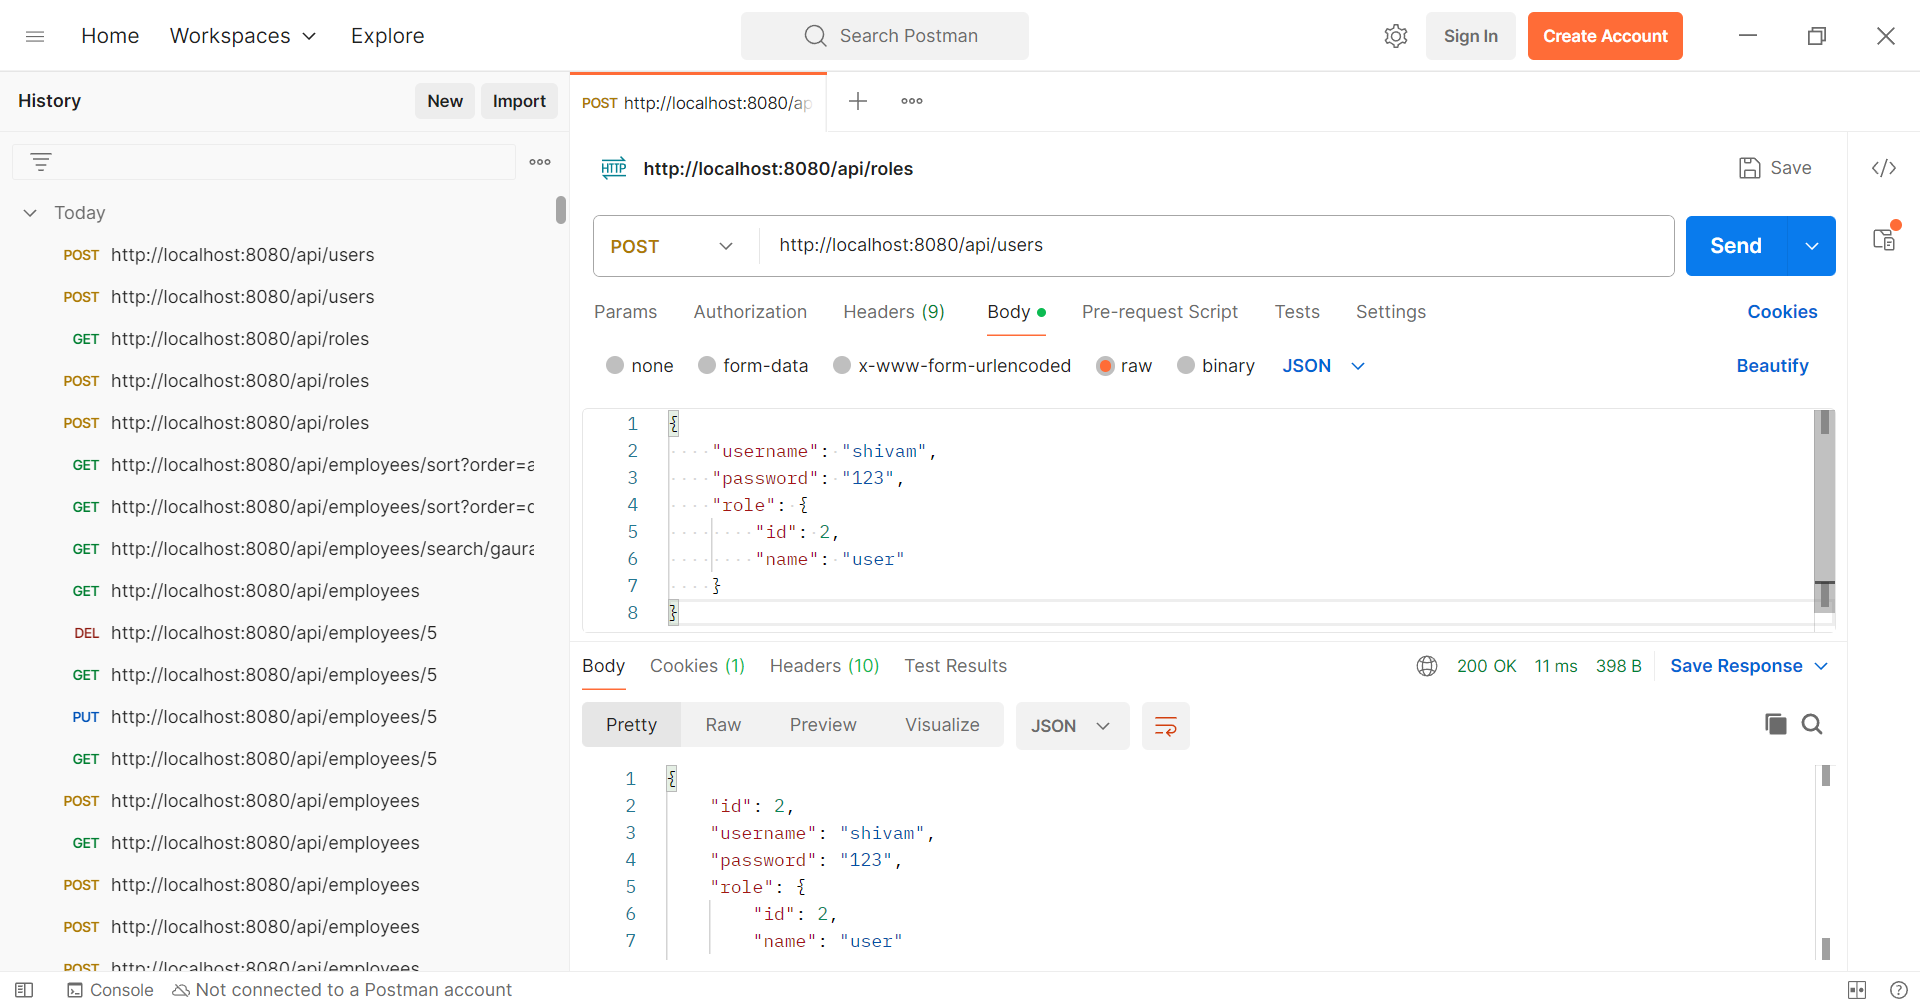 Home Workspaces Explore Search Postman Sign In Create Account
History New Import
POST http://localhost:8080/ap
HTTP http://localhost:8080/api/roles Save
Today
POST http://localhost:8080/api/users
POST http://localhost:8080/api/users
GET http://localhost:8080/api/roles
POST http://localhost:8080/api/roles
POST http://localhost:8080/api/roles
GET http://localhost:8080/api/employees/sort?order=a
GET http://localhost:8080/api/employees/sort?order=d
GET http://localhost:8080/api/employees/search/gaura
GET http://localhost:8080/api/employees
DEL http://localhost:8080/api/employees/5
GET http://localhost:8080/api/employees/5
PUT http://localhost:8080/api/employees/5
GET http://localhost:8080/api/employees/5
POST http://localhost:8080/api/employees
GET http://localhost:8080/api/employees
POST http://localhost:8080/api/employees
POST http://localhost:8080/api/employees
POST http://localhost:8080/api/employees
POST http://localhost:8080/api/users Send
Params Authorization Headers (9) Body Pre-request Script Tests Settings Cookies
none form-data x-www-form-urlencoded raw binary JSON Beautify
1 {
2 "username": "shivam",
3 "password": "123",
4 "role": {
5 "id": 2,
6 "name": "user"
7 }
8 }
Body Cookies (1) Headers (10) Test Results 200 OK 11 ms 398 B Save Response
Pretty Raw Preview Visualize JSON
1 {
2 "id": 2,
3 "username": "shivam",
4 "password": "123",
5 "role": {
6 "id": 2,
7 "name": "user"
Console Not connected to a Postman account